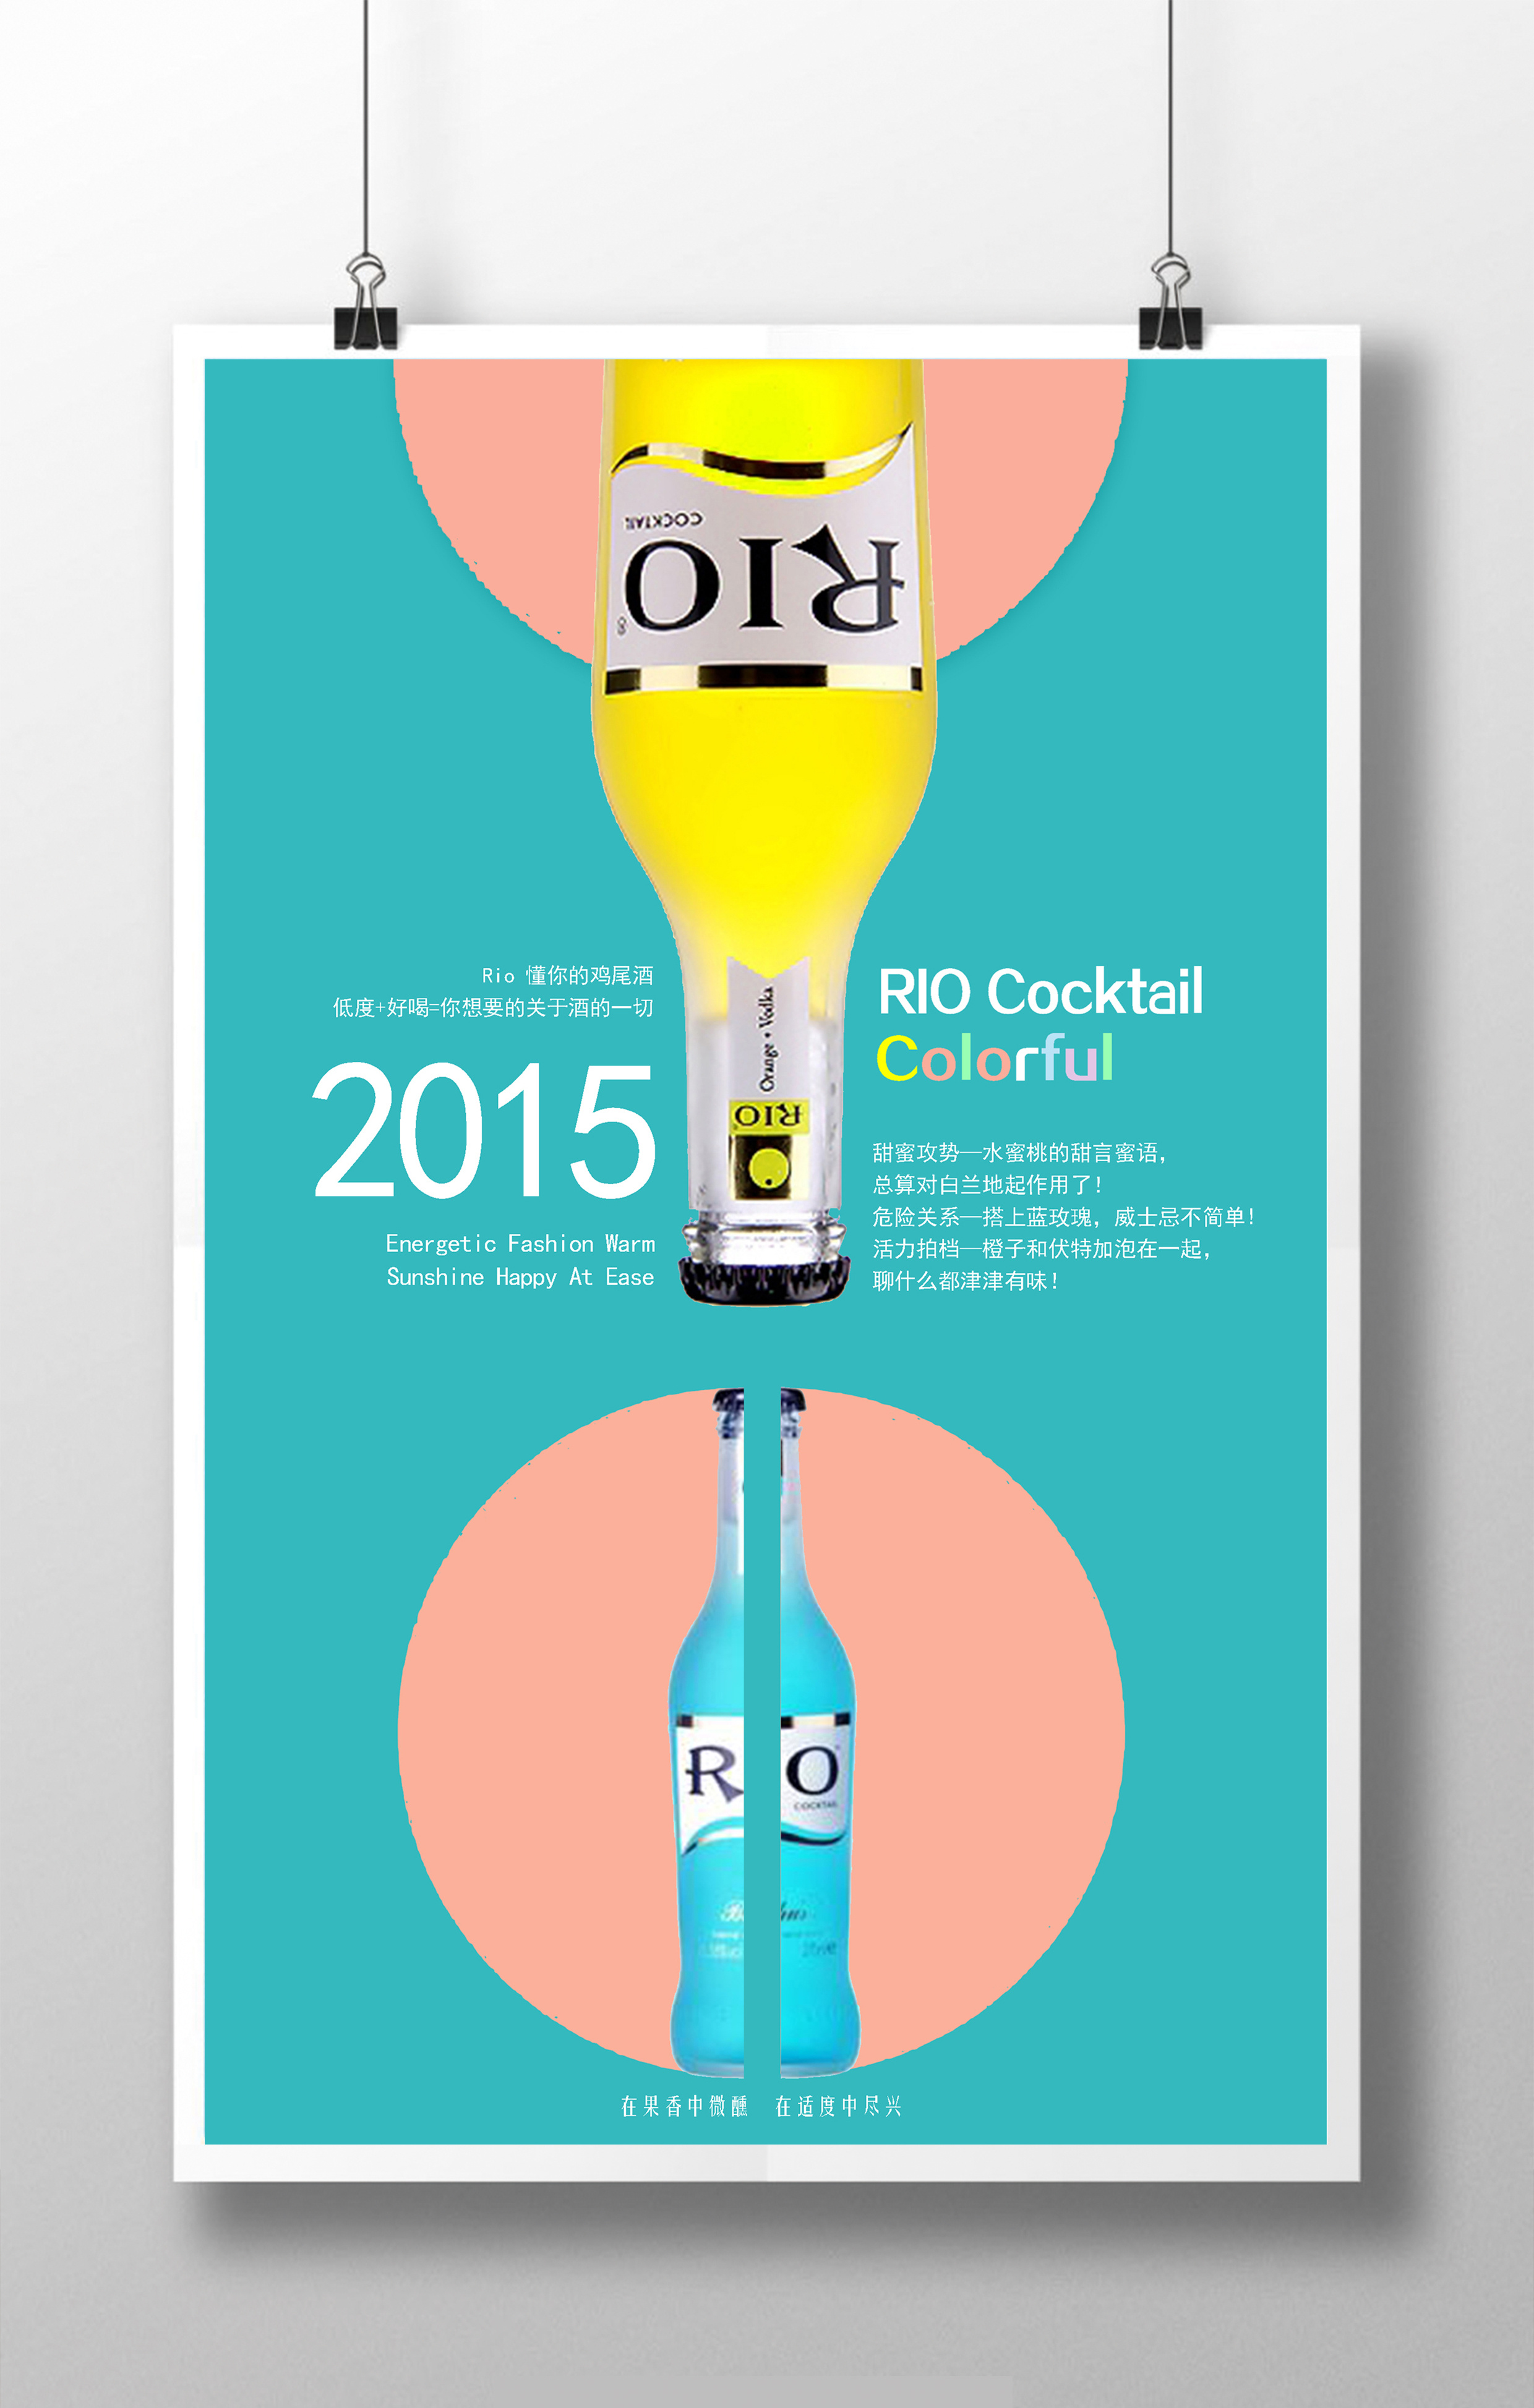 COCKTAIL
RIO
®
Rio 懂你的鸡尾酒
低度+好喝=你想要的关于酒的一切
2015
Energetic Fashion Warm
Sunshine Happy At Ease
Orange • Vodka
RIO
RIO Cocktail
Colorful
甜蜜攻势—水蜜桃的甜言蜜语，
总算对白兰地起作用了！
危险关系—搭上蓝玫瑰，威士忌不简单！
活力拍档—橙子和伏特加泡在一起，
聊什么都津津有味！
R O
COCKTAIL
在果香中微醺 在适度中尽兴